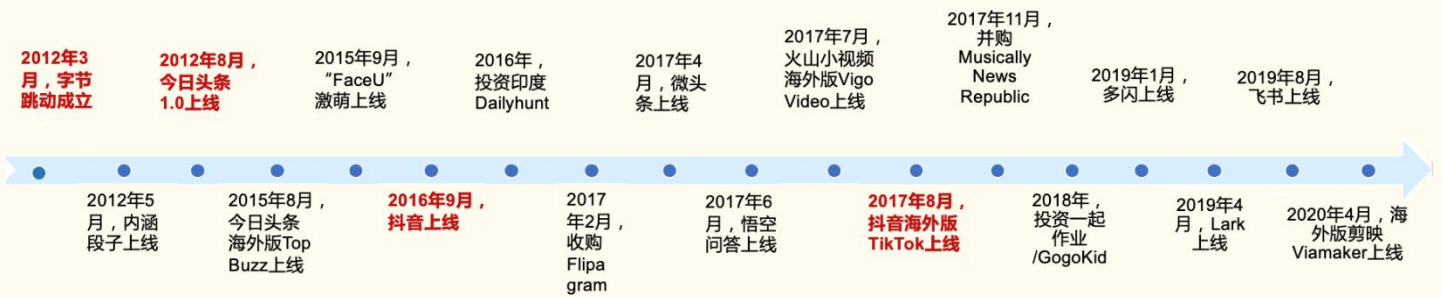 2012年3
月，字节
跳动成立
2012年5
月，内涵
段子上线
2012年8月，
今日头条
1.0上线
2015年8月，
今日头条
海外版Top
Buzz上线
2015年9月，
“FaceU”
激萌上线
2016年9月，
抖音上线
2016年，
投资印度
Dailyhunt
2017
年2月，
收购
Flipa
gram
2017年4
月，微头
条上线
2017年6
月，悟空
问答上线
2017年7月，
火山小视频
海外版Vigo
Video上线
2017年8月，
抖音海外版
TikTok上线
2017年11月，
并购
Musically
News
Republic
2018年，
投资一起
作业
/GogoKid
2019年1月，
多闪上线
2019年4
月，Lark
上线
2019年8月，
飞书上线
2020年4月，海
外版剪映
Viamaker上线